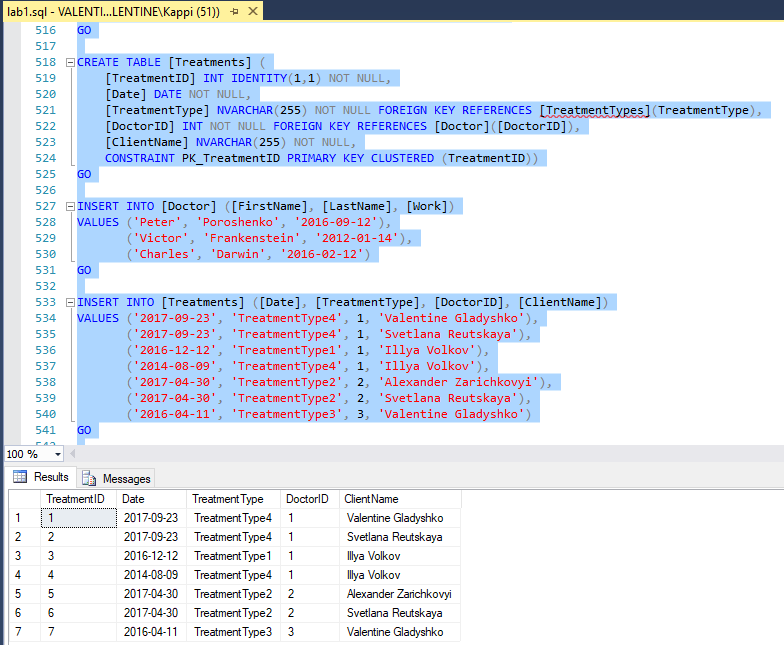 lab1.sql - VALENTI...LENTINE\Kappi (51))
516 GO
517
518 CREATE TABLE [Treatments] (
519 [TreatmentID] INT IDENTITY(1,1) NOT NULL,
520 [Date] DATE NOT NULL,
521 [TreatmentType] NVARCHAR(255) NOT NULL FOREIGN KEY REFERENCES [TreatmentTypes](TreatmentType),
522 [DoctorID] INT NOT NULL FOREIGN KEY REFERENCES [Doctor]([DoctorID]),
523 [ClientName] NVARCHAR(255) NOT NULL,
524 CONSTRAINT PK_TreatmentID PRIMARY KEY CLUSTERED (TreatmentID))
525 GO
526
527 INSERT INTO [Doctor] ([FirstName], [LastName], [Work])
528 VALUES ('Peter', 'Poroshenko', '2016-09-12'),
529 ('Victor', 'Frankenstein', '2012-01-14'),
530 ('Charles', 'Darwin', '2016-02-12')
531 GO
532
533 INSERT INTO [Treatments] ([Date], [TreatmentType], [DoctorID], [ClientName])
534 VALUES ('2017-09-23', 'TreatmentType4', 1, 'Valentine Gladyshko'),
535 ('2017-09-23', 'TreatmentType4', 1, 'Svetlana Reutskaya'),
536 ('2016-12-12', 'TreatmentType1', 1, 'Illya Volkov'),
537 ('2014-08-09', 'TreatmentType4', 1, 'Illya Volkov'),
538 ('2017-04-30', 'TreatmentType2', 2, 'Alexander Zarichkovyi'),
539 ('2017-04-30', 'TreatmentType2', 2, 'Svetlana Reutskaya'),
540 ('2016-04-11', 'TreatmentType3', 3, 'Valentine Gladyshko')
541 GO
542
100 %
Results Messages
TreatmentID Date TreatmentType DoctorID ClientName
1 1 2017-09-23 TreatmentType4 1 Valentine Gladyshko
2 2 2017-09-23 TreatmentType4 1 Svetlana Reutskaya
3 3 2016-12-12 TreatmentType1 1 Illya Volkov
4 4 2014-08-09 TreatmentType4 1 Illya Volkov
5 5 2017-04-30 TreatmentType2 2 Alexander Zarichkovyi
6 6 2017-04-30 TreatmentType2 2 Svetlana Reutskaya
7 7 2016-04-11 TreatmentType3 3 Valentine Gladyshko